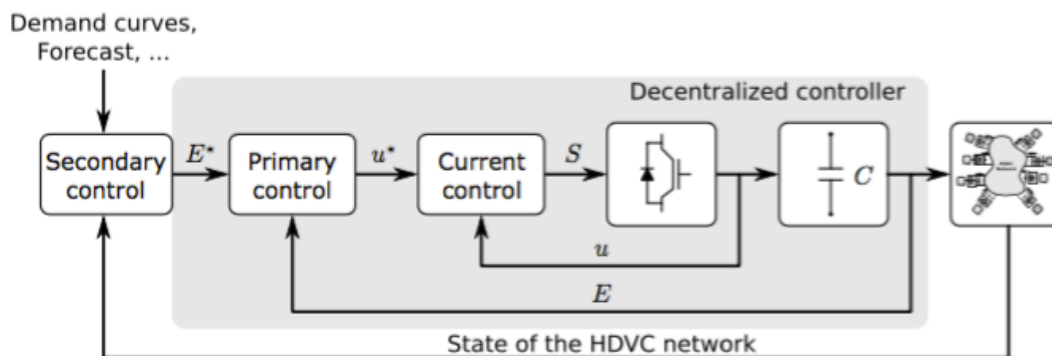 Demand curves,
Forecast, ...
Decentralized controller
Secondary
control
E*
Primary
control
u*
Current
control
S
C
u
E
State of the HDVC network